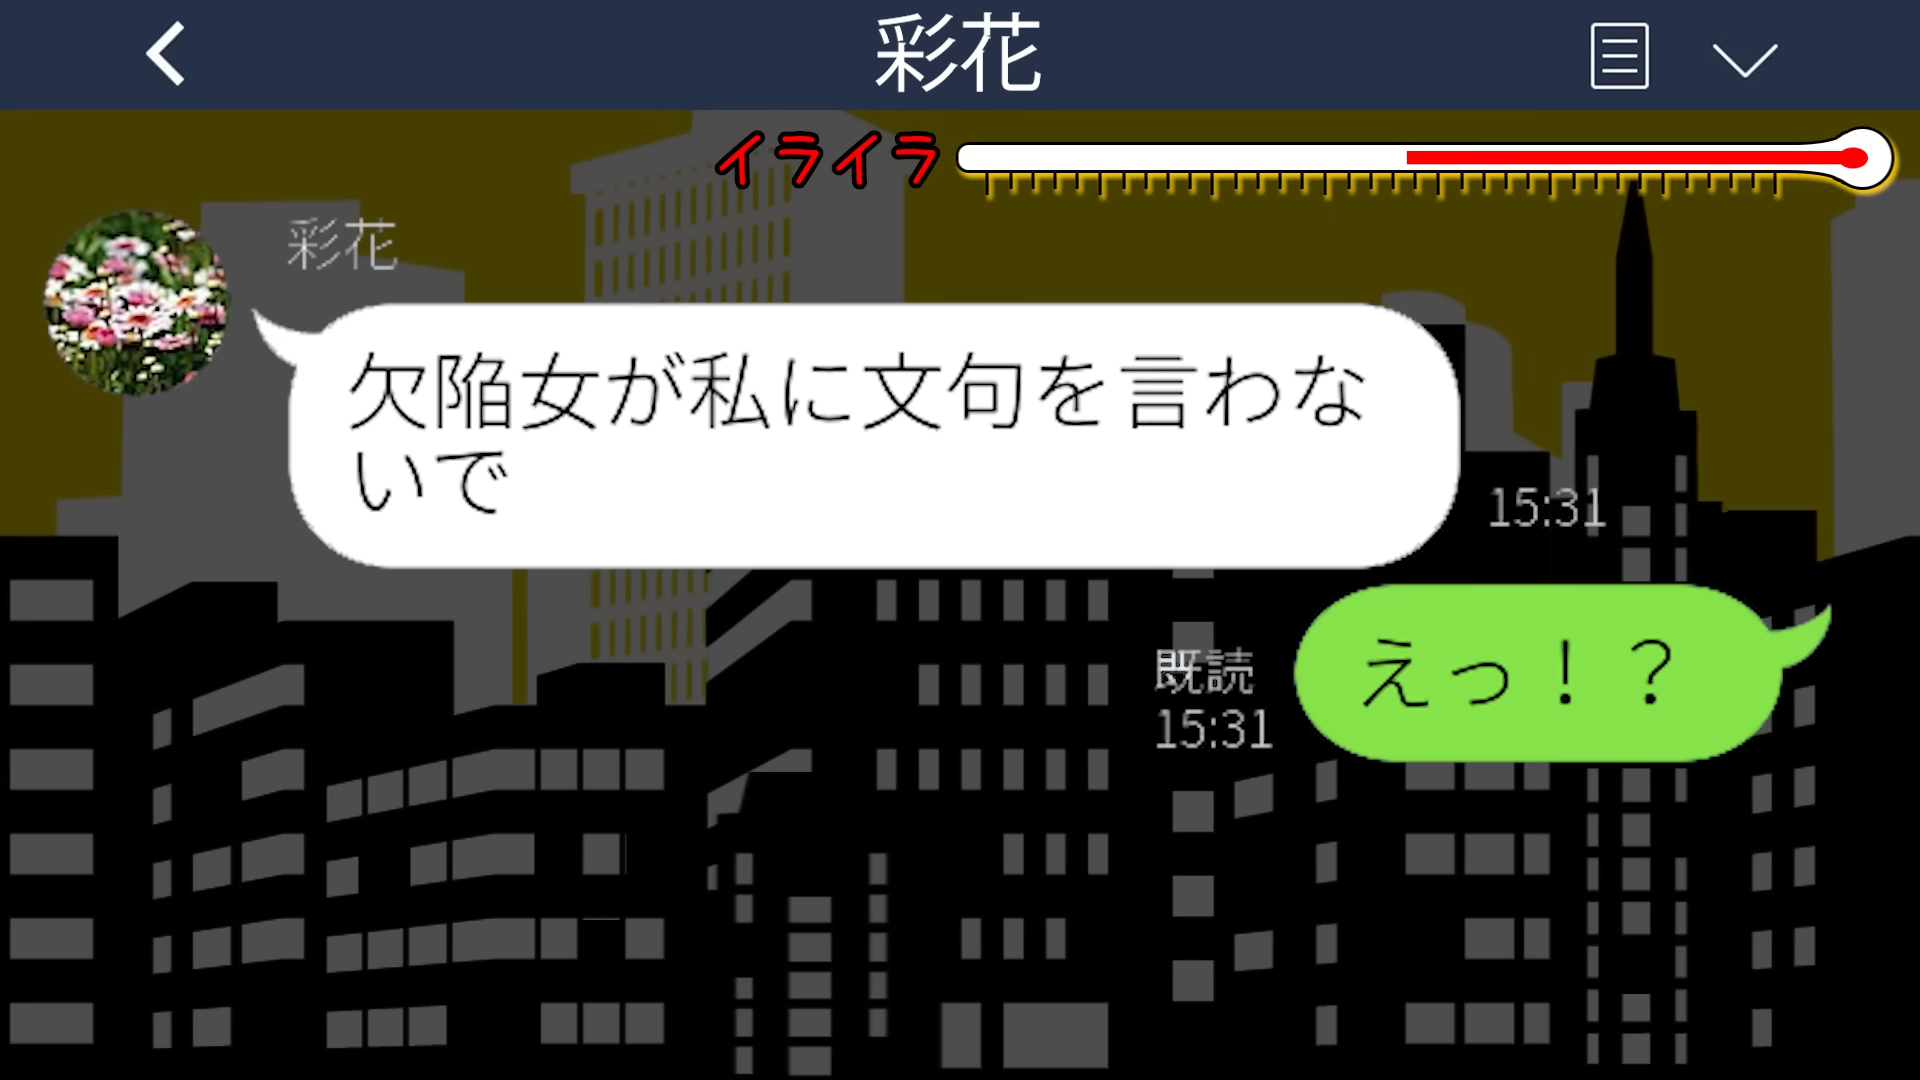 彩花
イライラ
彩花
欠陥女が私に文句を言わな
いで
15:31
えっ！？
既読
15:31